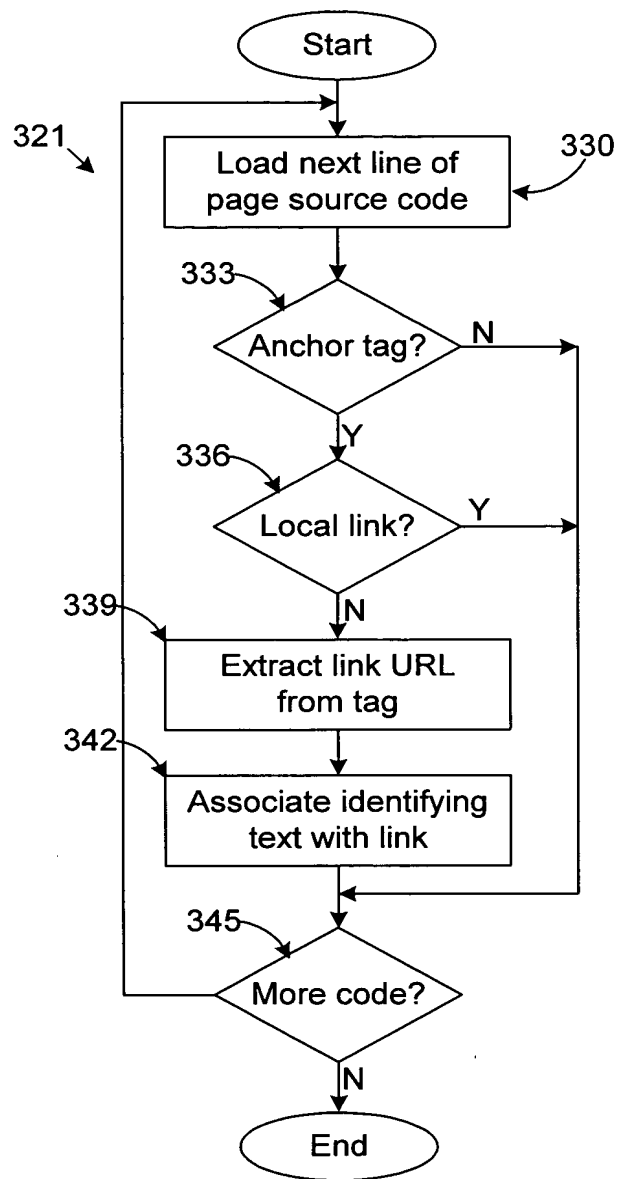 Start
321
Load next line of
page source code
330
333
Anchor tag?
N
Y
336
Local link?
Y
N
339
Extract link URL
from tag
342
Associate identifying
text with link
345
More code?
N
End